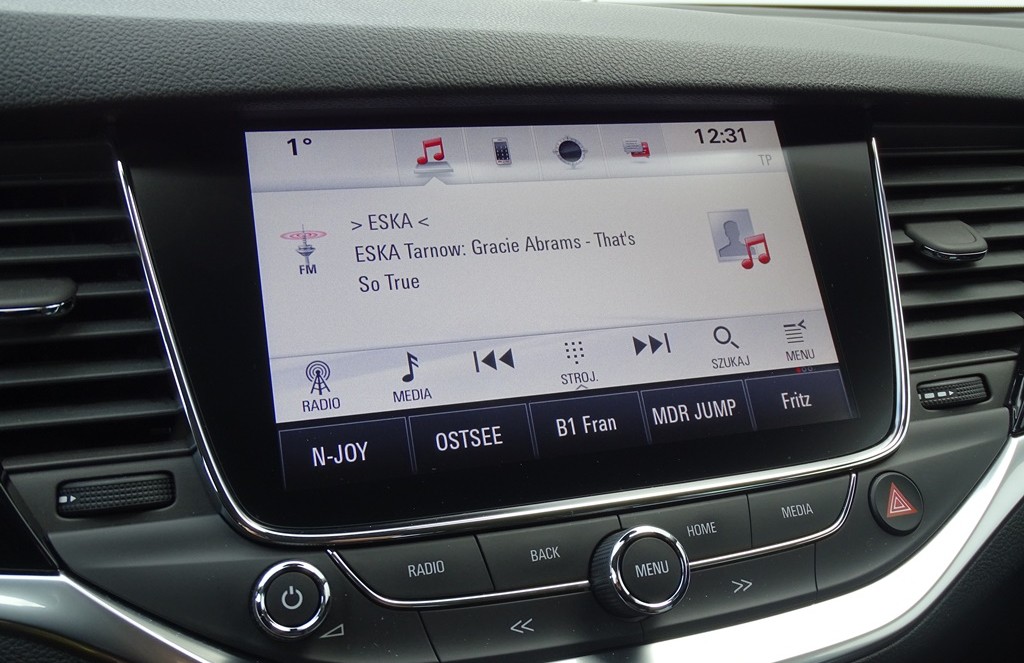 1°
12:31
TP
> ESKA <
FM
ESKA Tarnow: Gracie Abrams - That's
So True
RADIO
MEDIA
STROJ.
SZUKAJ
MENU
N-JOY
OSTSEE
B1 Fran
MDR JUMP
Fritz
RADIO
BACK
MENU
HOME
MEDIA